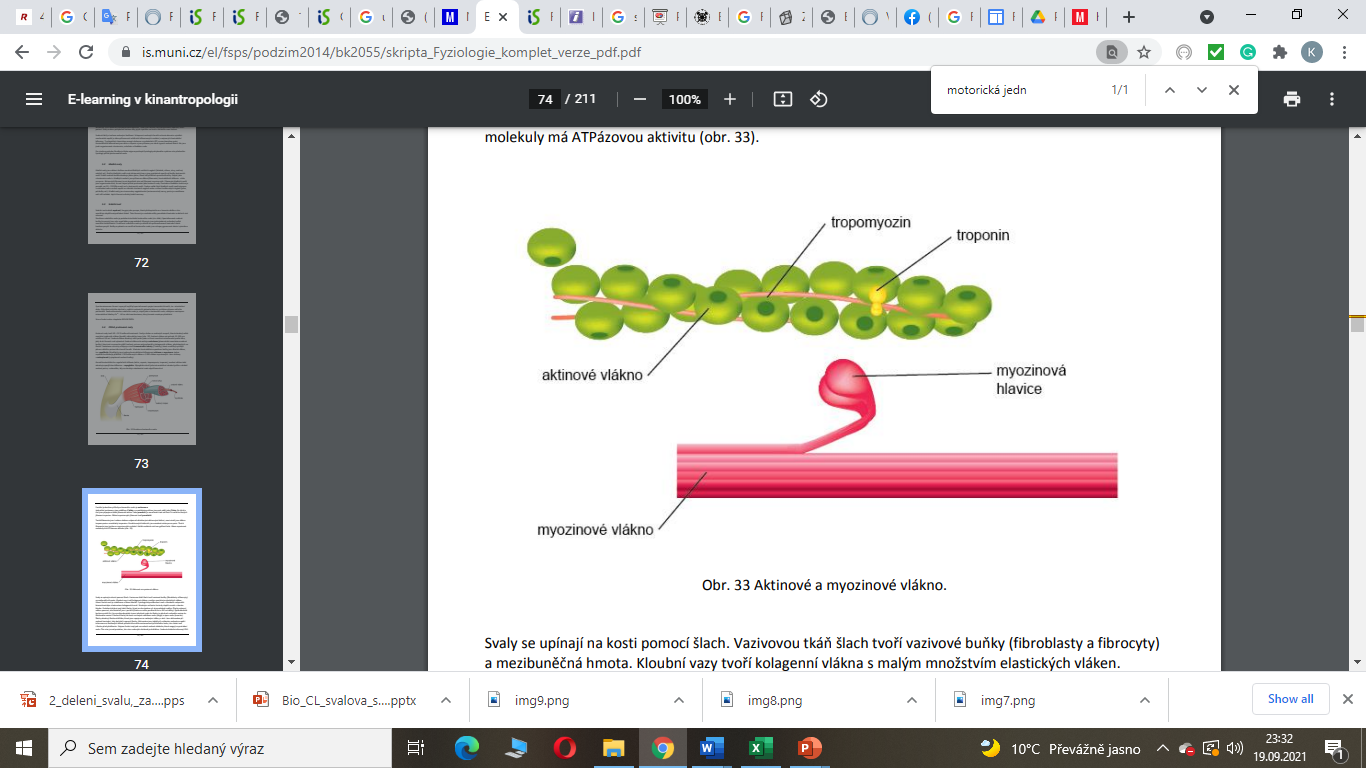 is.muni.cz/el/fsps/podzim2014/bk2055/skripta_Fyziologie_komplet_verze_pdf.pdf
E-learning v kinantropologii
74 / 211
100%
motorická jedn
1/1
72
73
74
molekuly má ATPázovou aktivitu (obr. 33).
tropomyozin
troponin
aktinové vlákno
myozinová
hlavice
myozinové vlákno
Obr. 33 Aktinové a myozinové vlákno.
Svaly se upínají na kosti pomocí šlach. Vazivovou tkáň šlach tvoří vazivové buňky (fibroblasty a fibrocyty)
a mezibuněčná hmota. Kloubní vazy tvoří kolagenní vlákna s malým množstvím elastických vláken.
2_deleni_svalu,_za....pps
Bio_CL_svalova_s....pptx
img9.png
img8.png
img7.png
Show all
Sem zadejte hledaný výraz
10°C Převážně jasno
23:32
19.09.2021